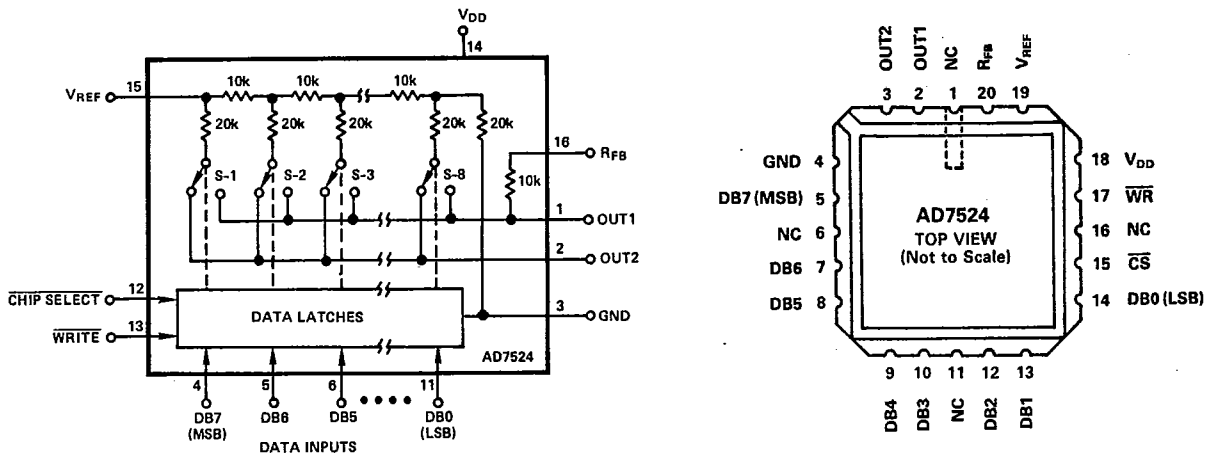 VDD
14
10k 10k 10k
VREF 15
20k 20k 20k 20k 20k
16 RFB
S-1 S-2 S-3 S-8
10k
1 OUT1
2 OUT2
12
CHIP SELECT
13
WRITE
DATA LATCHES
3 GND
AD7524
4 5 6 11
DB7 DB6 DB5 DB0
(MSB) (LSB)
DATA INPUTS
OUT2 OUT1 NC RFB VREF
3 2 1 20 19
GND 4
DB7 (MSB) 5
NC 6
DB6 7
DB5 8
AD7524
TOP VIEW
(Not to Scale)
18 VDD
17 WR
16 NC
15 CS
14 DB0 (LSB)
9 10 11 12 13
DB4 DB3 NC DB2 DB1